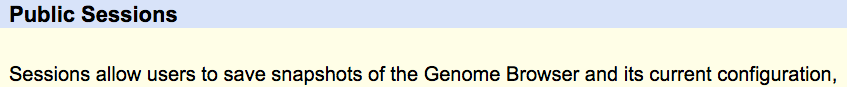 Public Sessions
Sessions allow users to save snapshots of the Genome Browser and its current configuration,